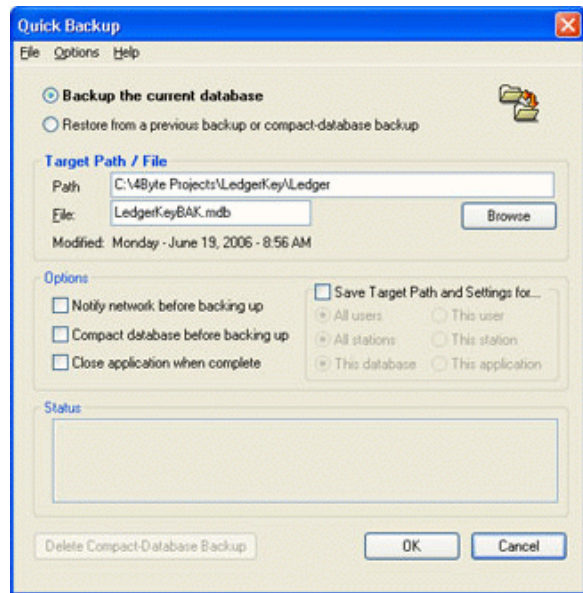 Quick Backup
File Options Help
Backup the current database
Restore from a previous backup or compact-database backup
Target Path / File
Path C:\4Byte Projects\LedgerKey\Ledger
File: LedgerKeyBAK.mdb Browse
Modified: Monday - June 19, 2006 - 8:56 AM
Options
Save Target Path and Settings for...
Notify network before backing up
All users This user
Compact database before backing up
All stations This station
Close application when complete
This database This application
Status
Delete Compact-Database Backup OK Cancel